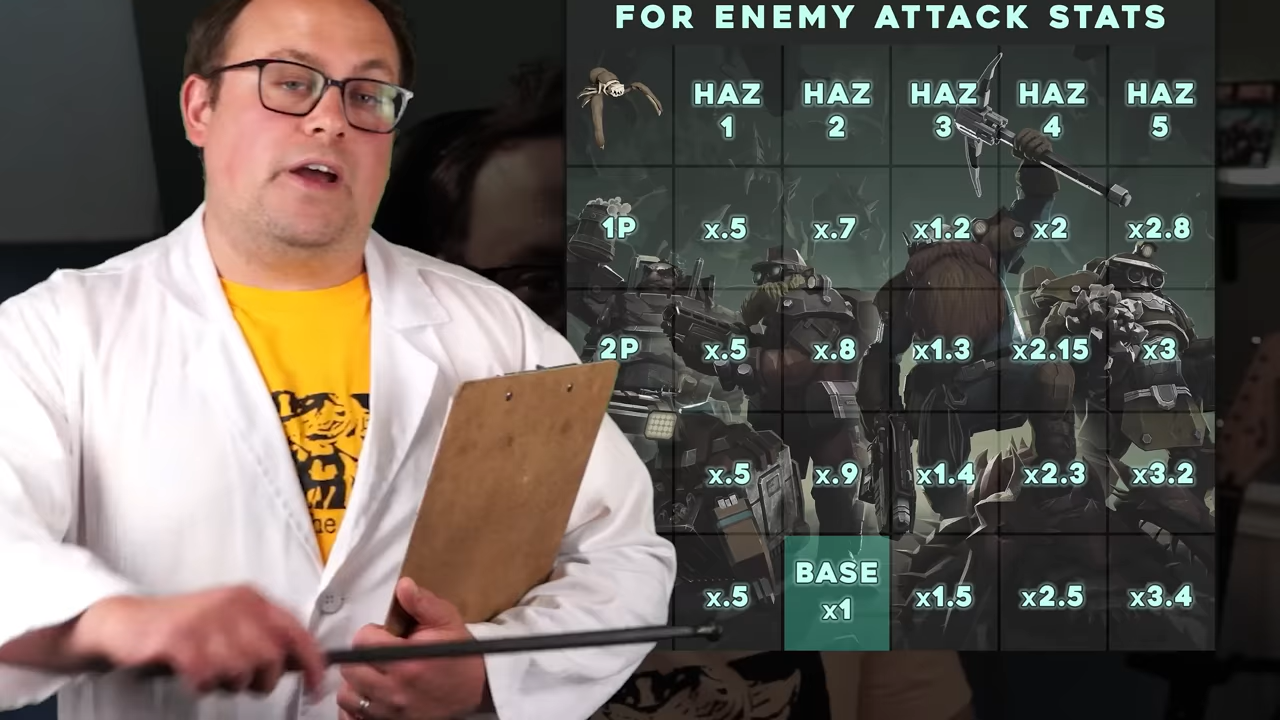 FOR ENEMY ATTACK STATS
HAZ 1 HAZ 2 HAZ 3 HAZ 4 HAZ 5
1P x.5 x.7 x1.2 x2 x2.8
2P x.5 x.8 x1.3 x2.15 x3
x.5 x.9 x1.4 x2.3 x3.2
x.5 BASE x1 x1.5 x2.5 x3.4
he